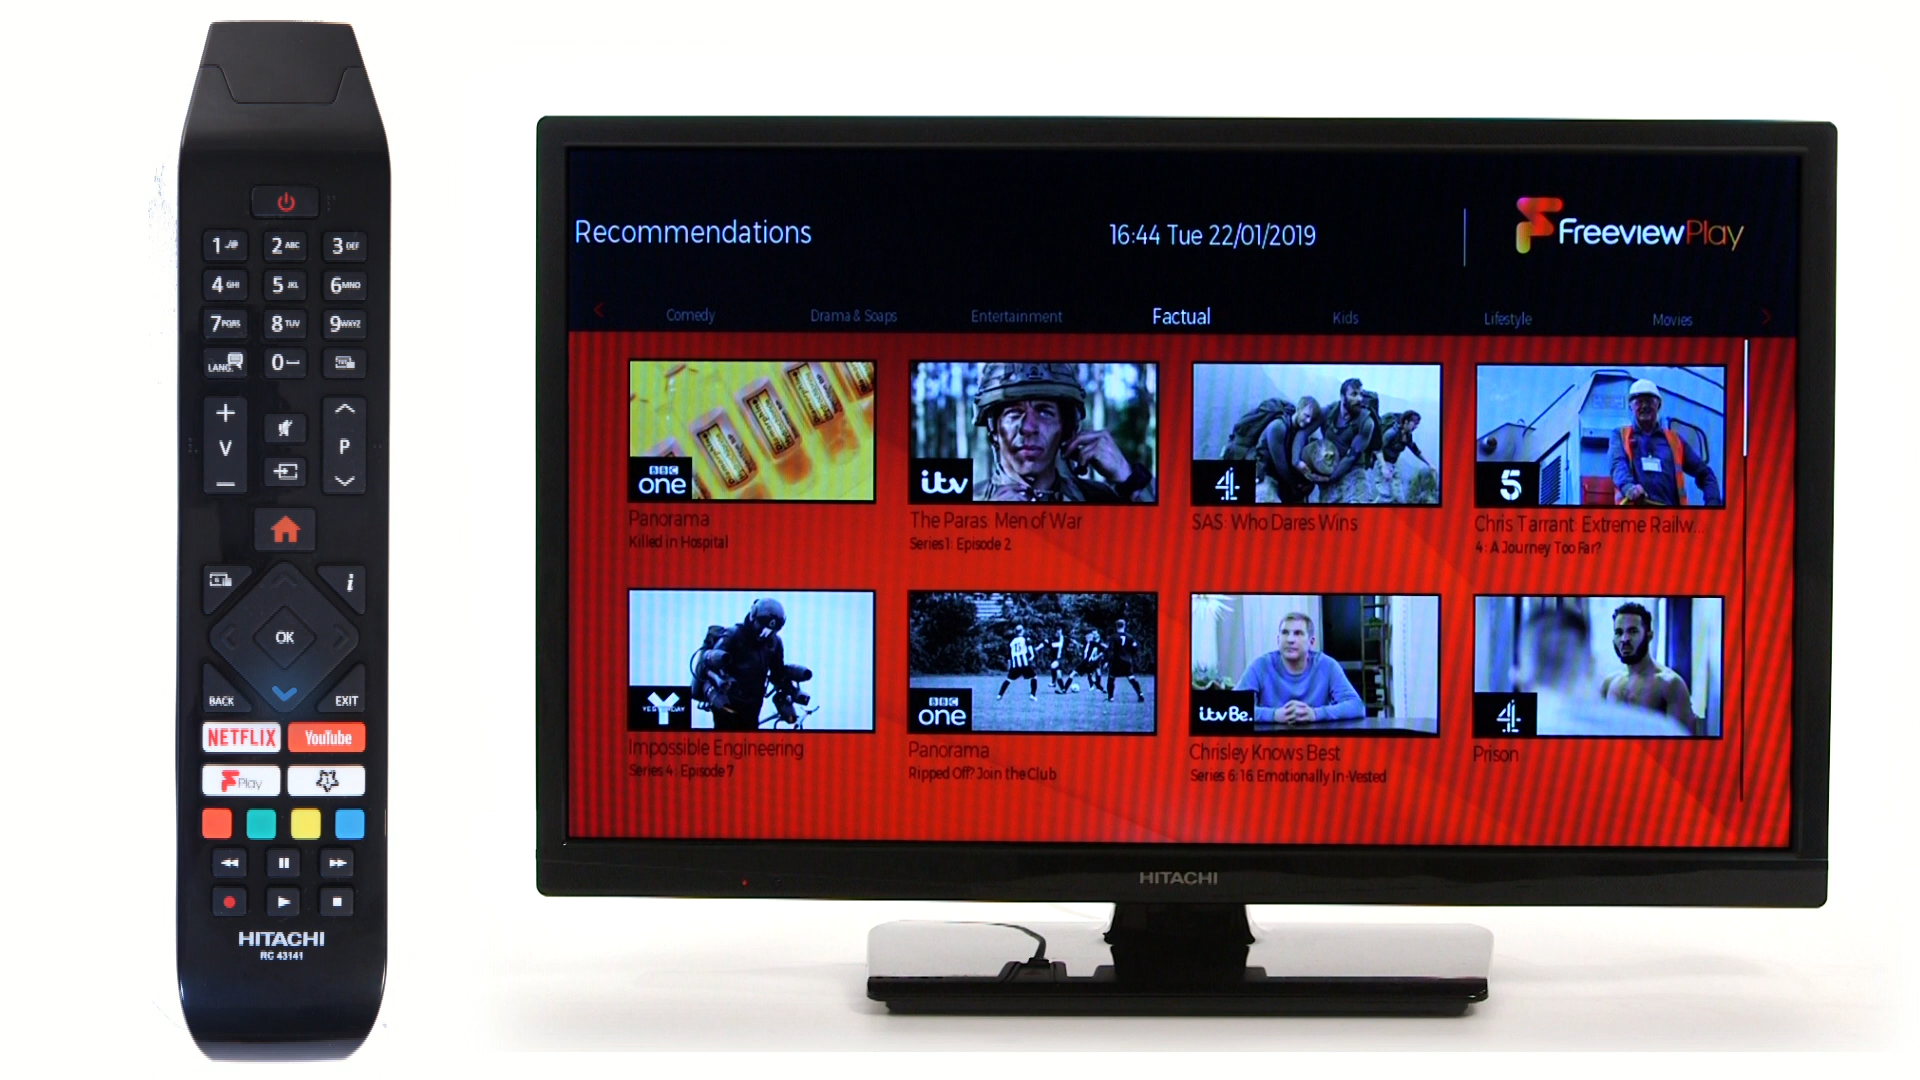 1 ./@
2 ABC
3 DEF
4 GHI
5 JKL
6 MNO
7 PQRS
8 TUV
9 WXYZ
LANG.
0
+
V
P
i
OK
BACK
EXIT
NETFLIX
YouTube
Play
1
HITACHI
RC 43141
Recommendations
16:44 Tue 22/01/2019
FreeviewPlay
Comedy
Drama & Soaps
Entertainment
Factual
Kids
Lifestyle
Movies
BBC
one
itv
4
5
Panorama
Killed in Hospital
The Paras: Men of War
Series 1: Episode 2
SAS: Who Dares Wins
Chris Tarrant: Extreme Railw...
4: A Journey Too Far?
YESTERDAY
BBC
one
itvBe.
4
Impossible Engineering
Series 4: Episode 7
Panorama
Ripped Off? Join the Club
Chrisley Knows Best
Series 6: 16. Emotionally In-Vested
Prison
HITACHI